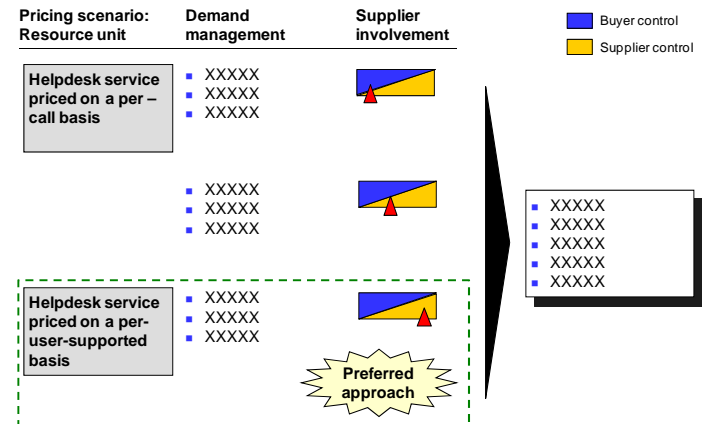 Pricing scenario:
Resource unit
Demand
management
Supplier
involvement
Buyer control
Supplier control
Helpdesk service
priced on a per –
call basis
XXXXX
XXXXX
XXXXX
XXXXX
XXXXX
XXXXX
Helpdesk service
priced on a per-
user-supported
basis
XXXXX
XXXXX
XXXXX
Preferred
approach
XXXXX
XXXXX
XXXXX
XXXXX
XXXXX